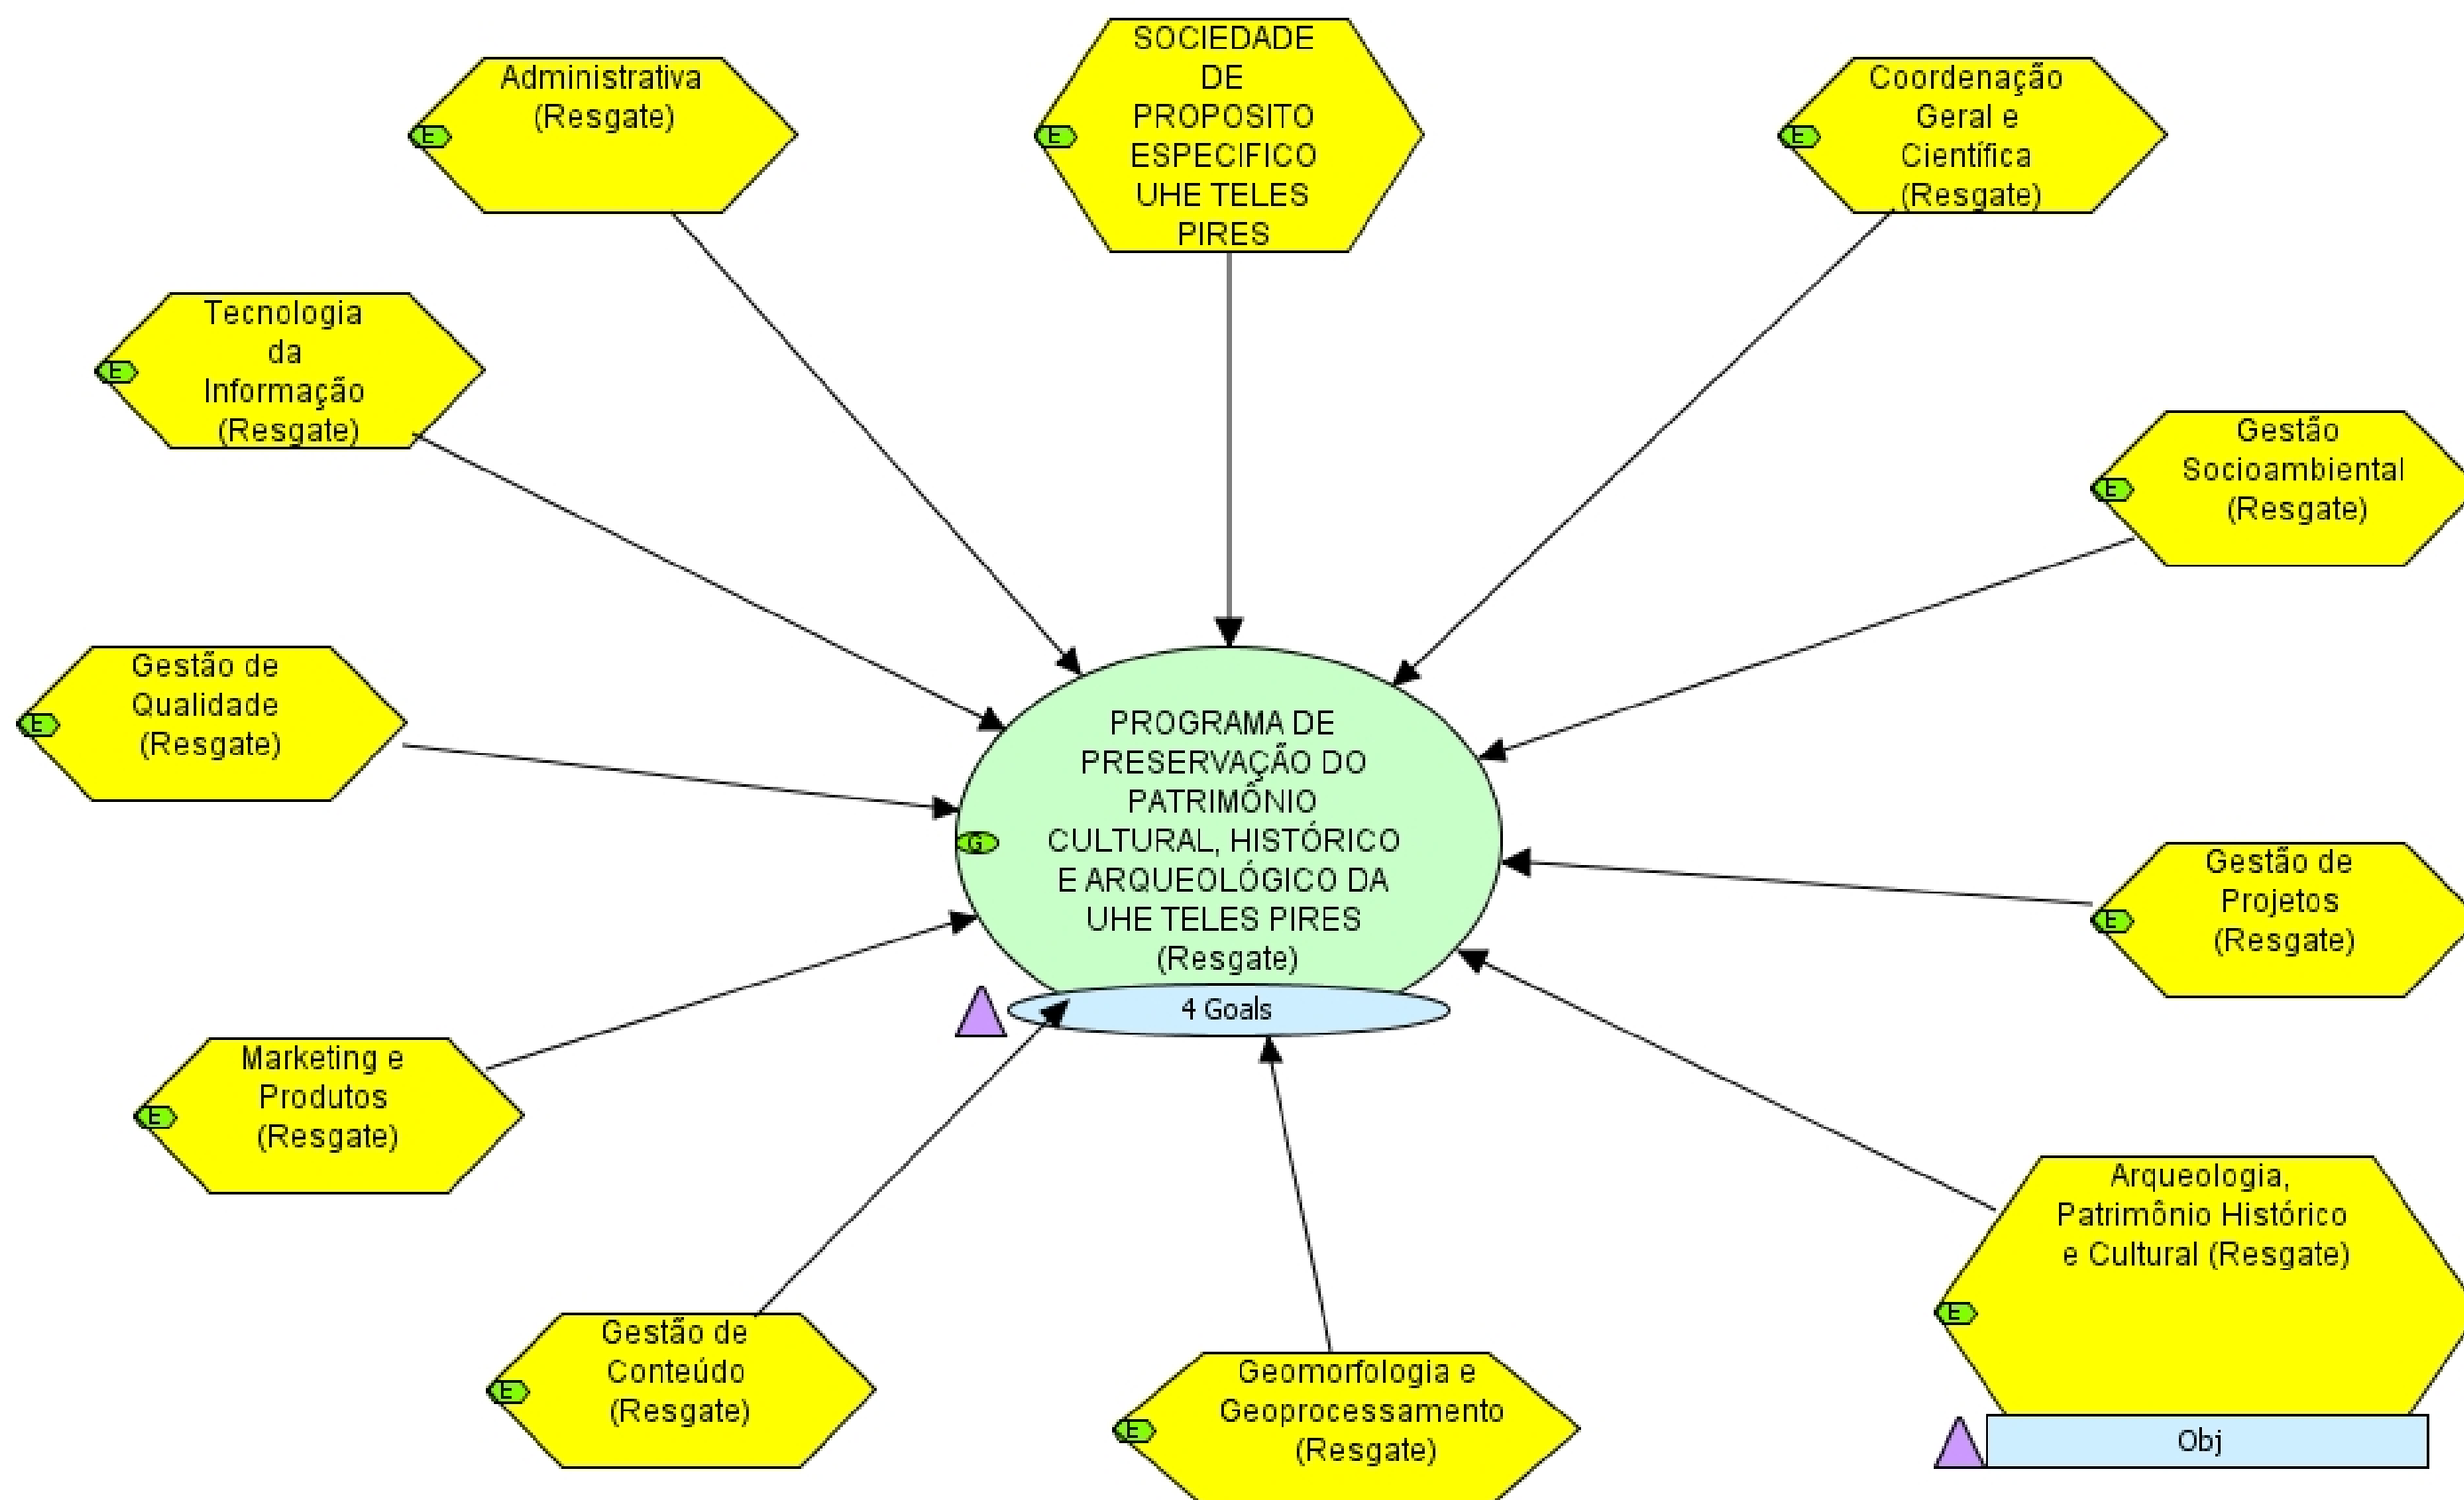 SOCIEDADE
DE
PROPOSITO
ESPECIFICO
UHE TELES
PIRES
E
Administrativa
(Resgate)
E
Coordenação
Geral e
Científica
(Resgate)
E
Tecnologia
da
Informação
(Resgate)
E
Gestão
Socioambiental
(Resgate)
E
Gestão de
Qualidade
(Resgate)
E
PROGRAMA DE
PRESERVAÇÃO DO
PATRIMÔNIO
CULTURAL, HISTÓRICO
E ARQUEOLÓGICO DA
UHE TELES PIRES
(Resgate)
G
4 Goals
Gestão de
Projetos
(Resgate)
E
Marketing e
Produtos
(Resgate)
E
Arqueologia,
Patrimônio Histórico
e Cultural (Resgate)
E
Obj
Gestão de
Conteúdo
(Resgate)
E
Geomorfologia e
Geoprocessamento
(Resgate)
E